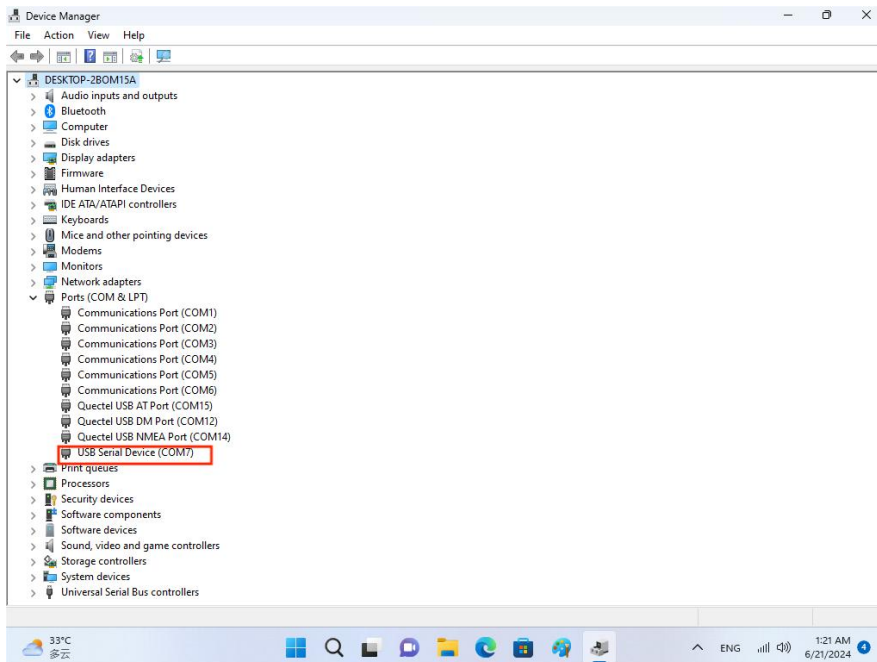 Device Manager
File Action View Help
DESKTOP-2BOM15A
Audio inputs and outputs
Bluetooth
Computer
Disk drives
Display adapters
Firmware
Human Interface Devices
IDE ATA/ATAPI controllers
Keyboards
Mice and other pointing devices
Modems
Monitors
Network adapters
Ports (COM & LPT)
Communications Port (COM1)
Communications Port (COM2)
Communications Port (COM3)
Communications Port (COM4)
Communications Port (COM5)
Communications Port (COM6)
Quectel USB AT Port (COM15)
Quectel USB DM Port (COM12)
Quectel USB NMEA Port (COM14)
USB Serial Device (COM7)
Print queues
Processors
Security devices
Software components
Software devices
Sound, video and game controllers
Storage controllers
System devices
Universal Serial Bus controllers
33°C
多云
ENG
1:21 AM
6/21/2024
4